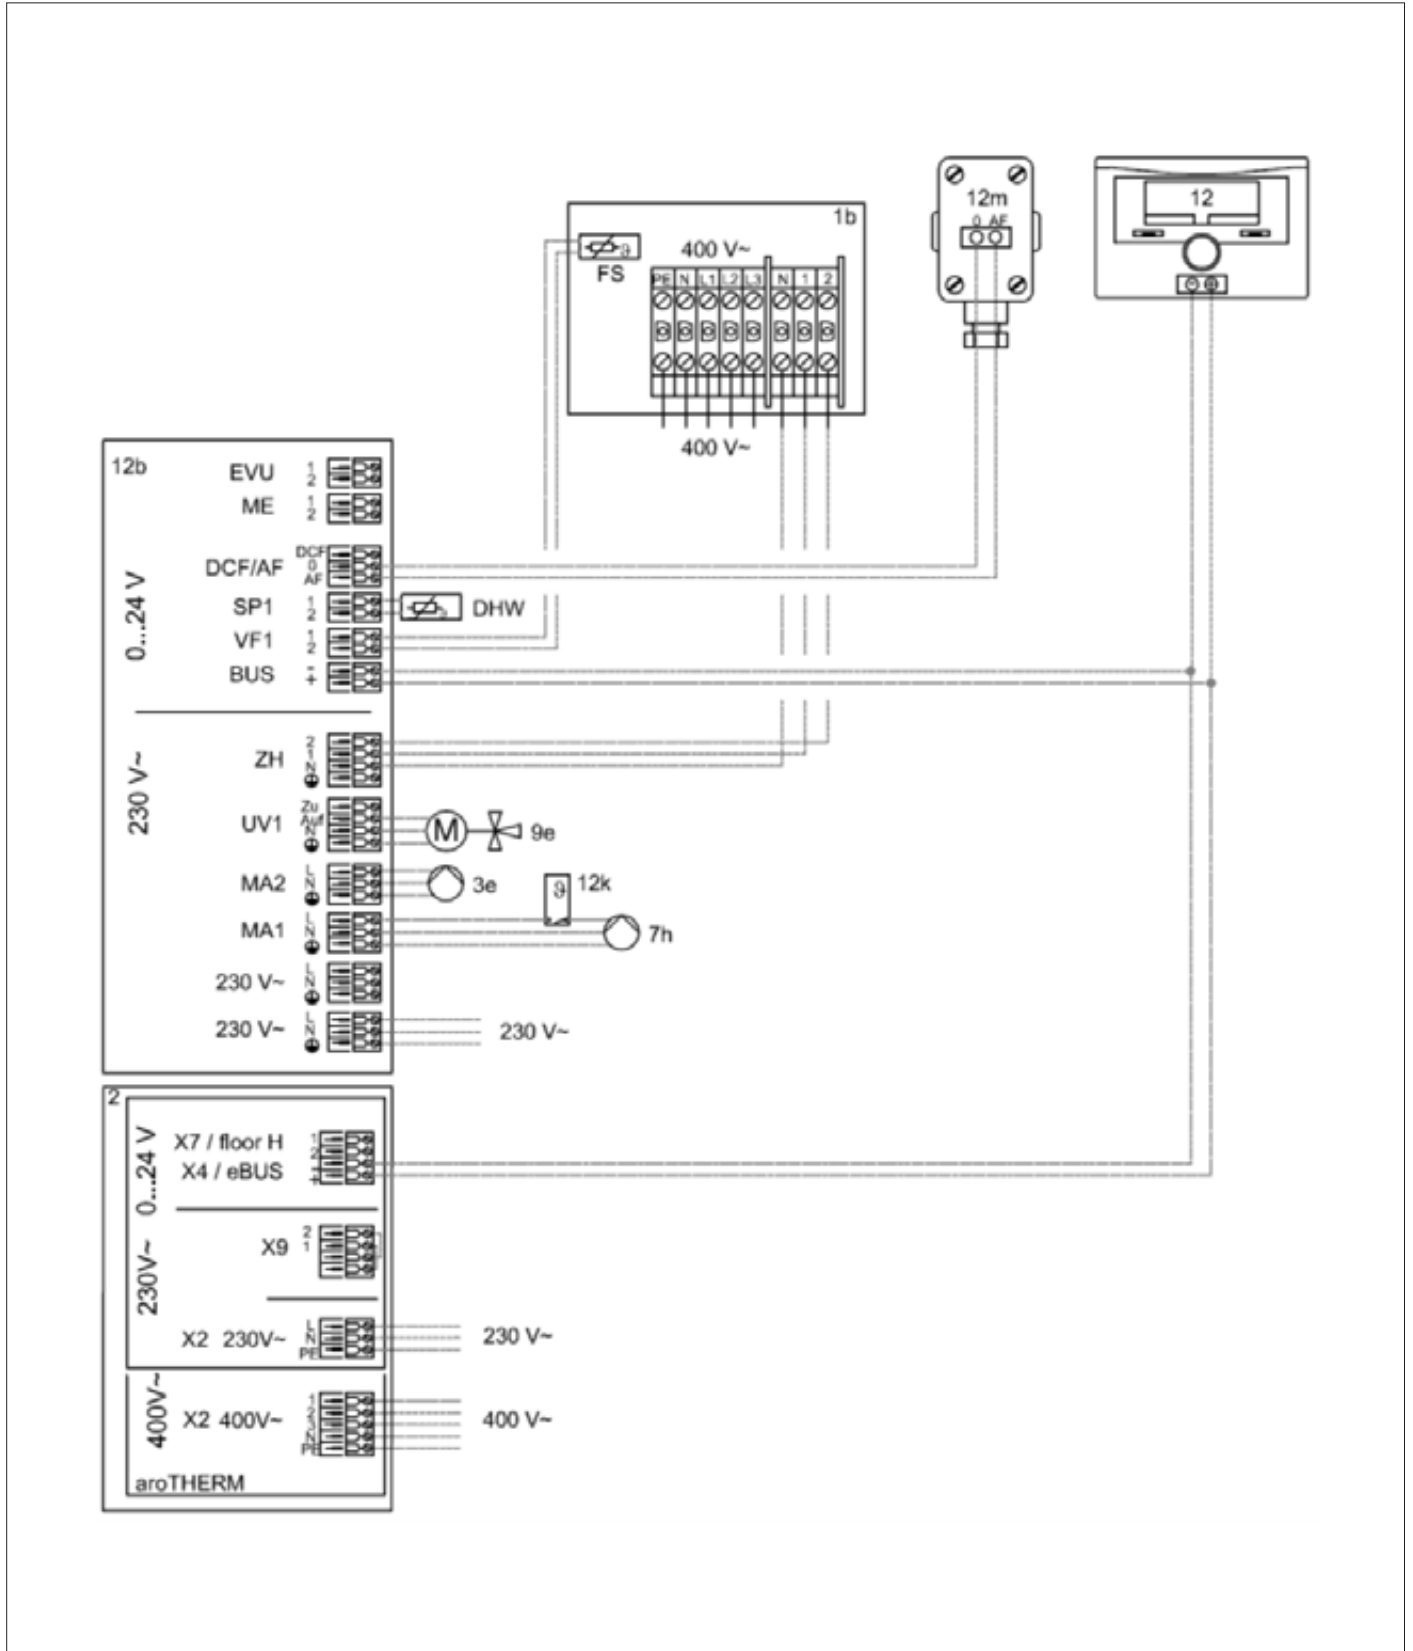 12m
0 AF
12
1b
400 V~
FS
PE N L1 L2 L3 N 1 2
400 V~
12b
EVU 1
2
ME 1
2
0...24 V
DCF/AF DCF
0
AF
SP1 1
2
DHW
VF1 1
2
BUS -
+
230 V~
ZH 2
1
N
UV1 Zu
Auf
N
M
9e
MA2 L
N
3e
12k
MA1 L
N
7h
230 V~ L
N
230 V~ L
N
230 V~
2
0...24 V
X7 / floor H 1
2
X4 / eBUS -
+
230V~
X9 2
1
X2 230V~ L
N
PE
230 V~
400V~
X2 400V~ 1
2
3
N
PE
400 V~
aroTHERM